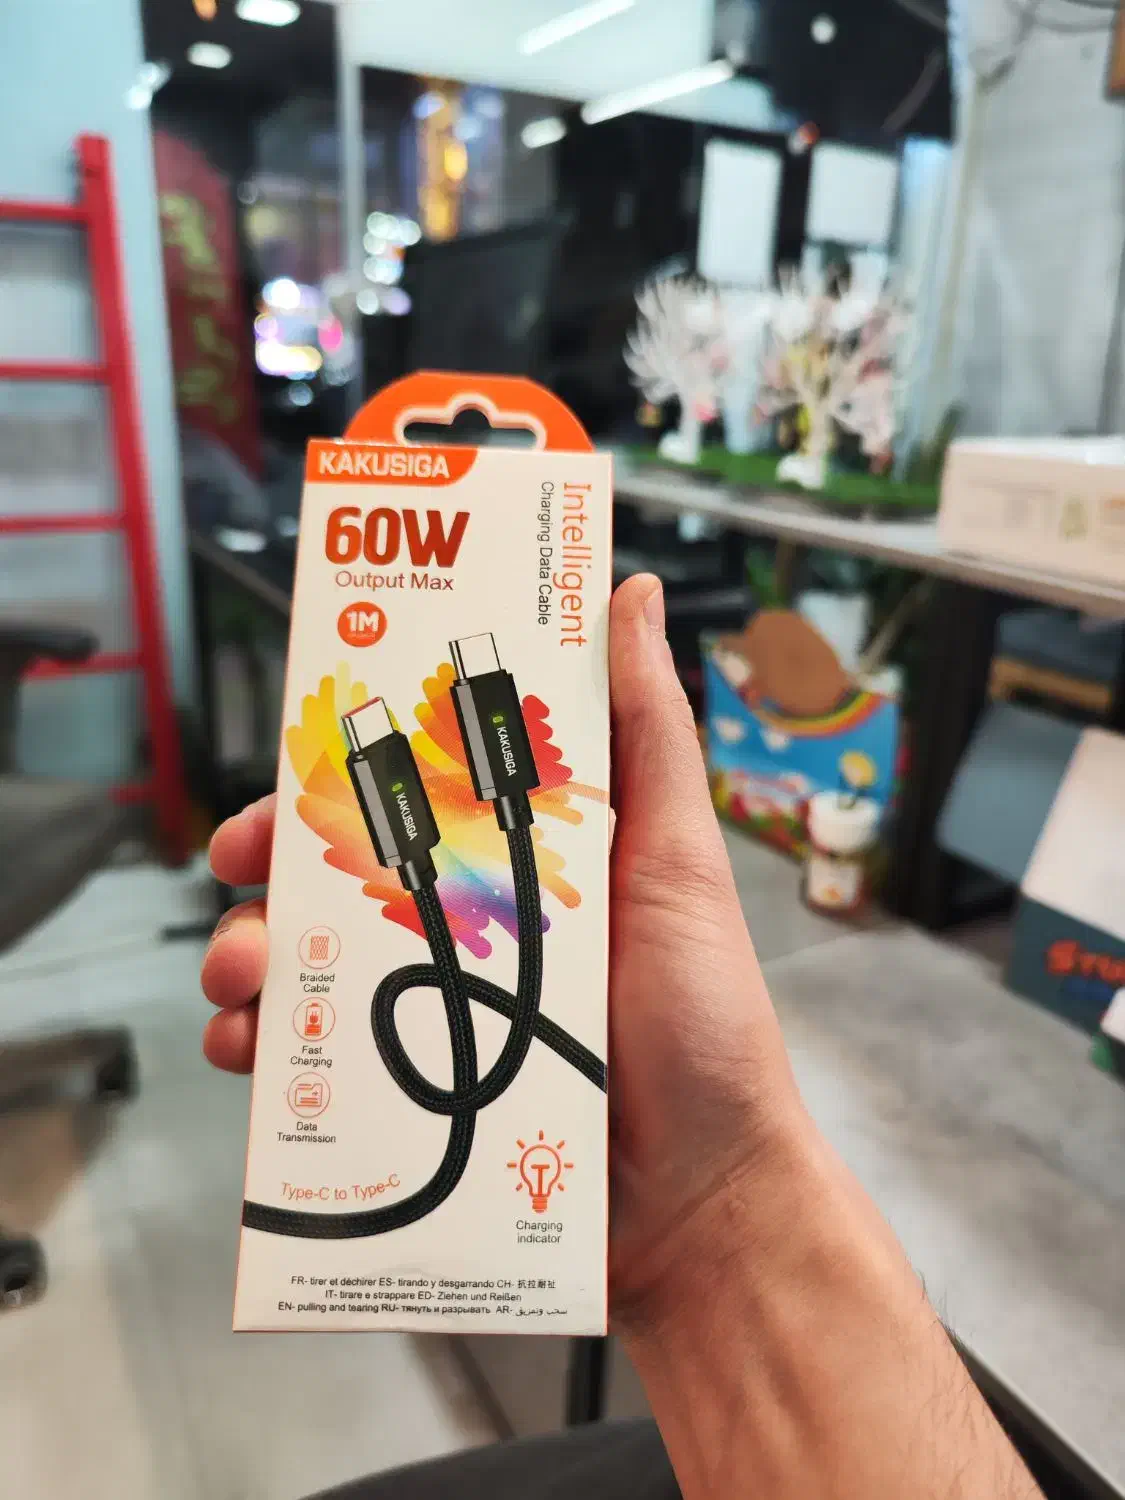 KAKUSIGA
60W
Output Max
1M
Intelligent
Charging Data Cable
KAKUSIGA
KAKUSIGA
Braided
Cable
Fast
Charging
Data
Transmission
Type-C to Type-C
Charging
indicator
FR- tirer et déchirer ES- tirando y desgarrando CH- 抗拉耐扯
IT- tirare e strappare ED- Ziehen und Reißen
EN- pulling and tearing RU- тянуть и разрывать AR- سحب وتمزيق